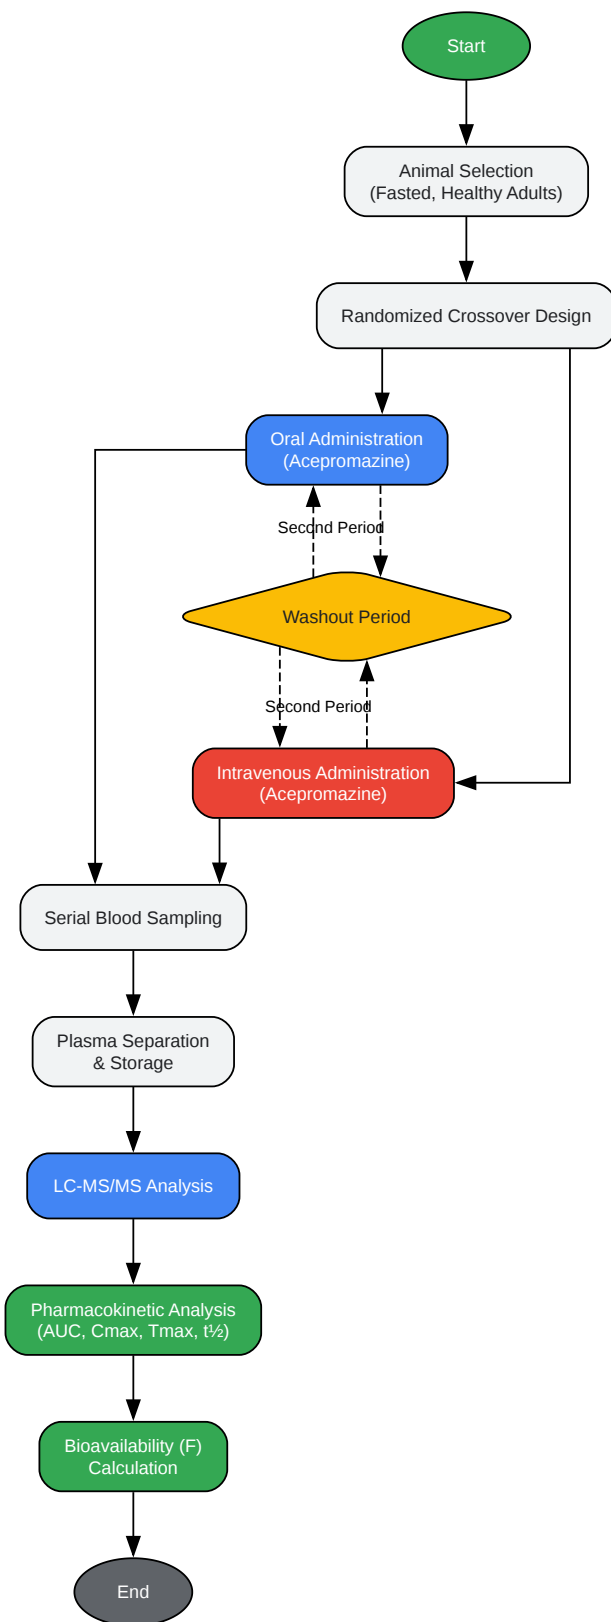 Start
Animal Selection
(Fasted, Healthy Adults)
Randomized Crossover Design
Oral Administration
(Acepromazine)
Second Period
Washout Period
Second Period
Intravenous Administration
(Acepromazine)
Serial Blood Sampling
Plasma Separation
& Storage
LC-MS/MS Analysis
Pharmacokinetic Analysis
(AUC, Cmax, Tmax, t½)
Bioavailability (F)
Calculation
End